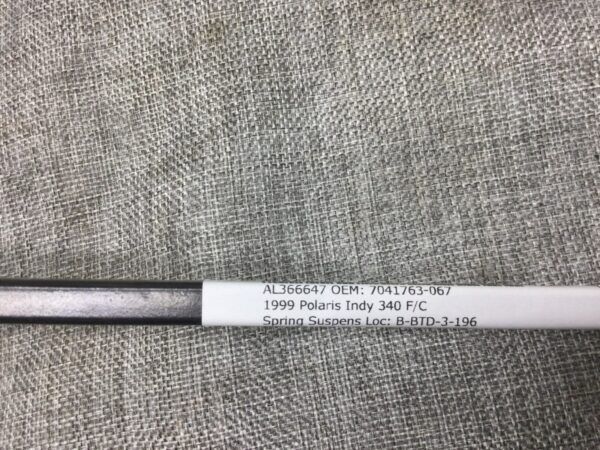 AL366647 OEM: 7041763-067
1999 Polaris Indy 340 F/C
Spring Suspens Loc: B-BTD-3-196